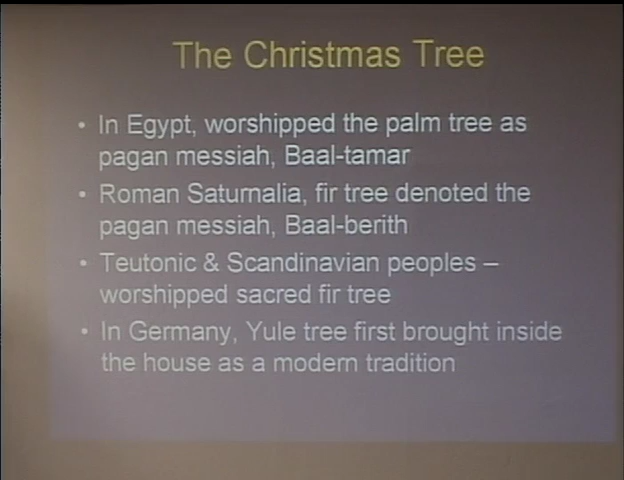 The Christmas Tree
• In Egypt, worshipped the palm tree as
pagan messiah, Baal-tamar
• Roman Saturnalia, fir tree denoted the
pagan messiah, Baal-berith
• Teutonic & Scandinavian peoples –
worshipped sacred fir tree
• In Germany, Yule tree first brought inside
the house as a modern tradition